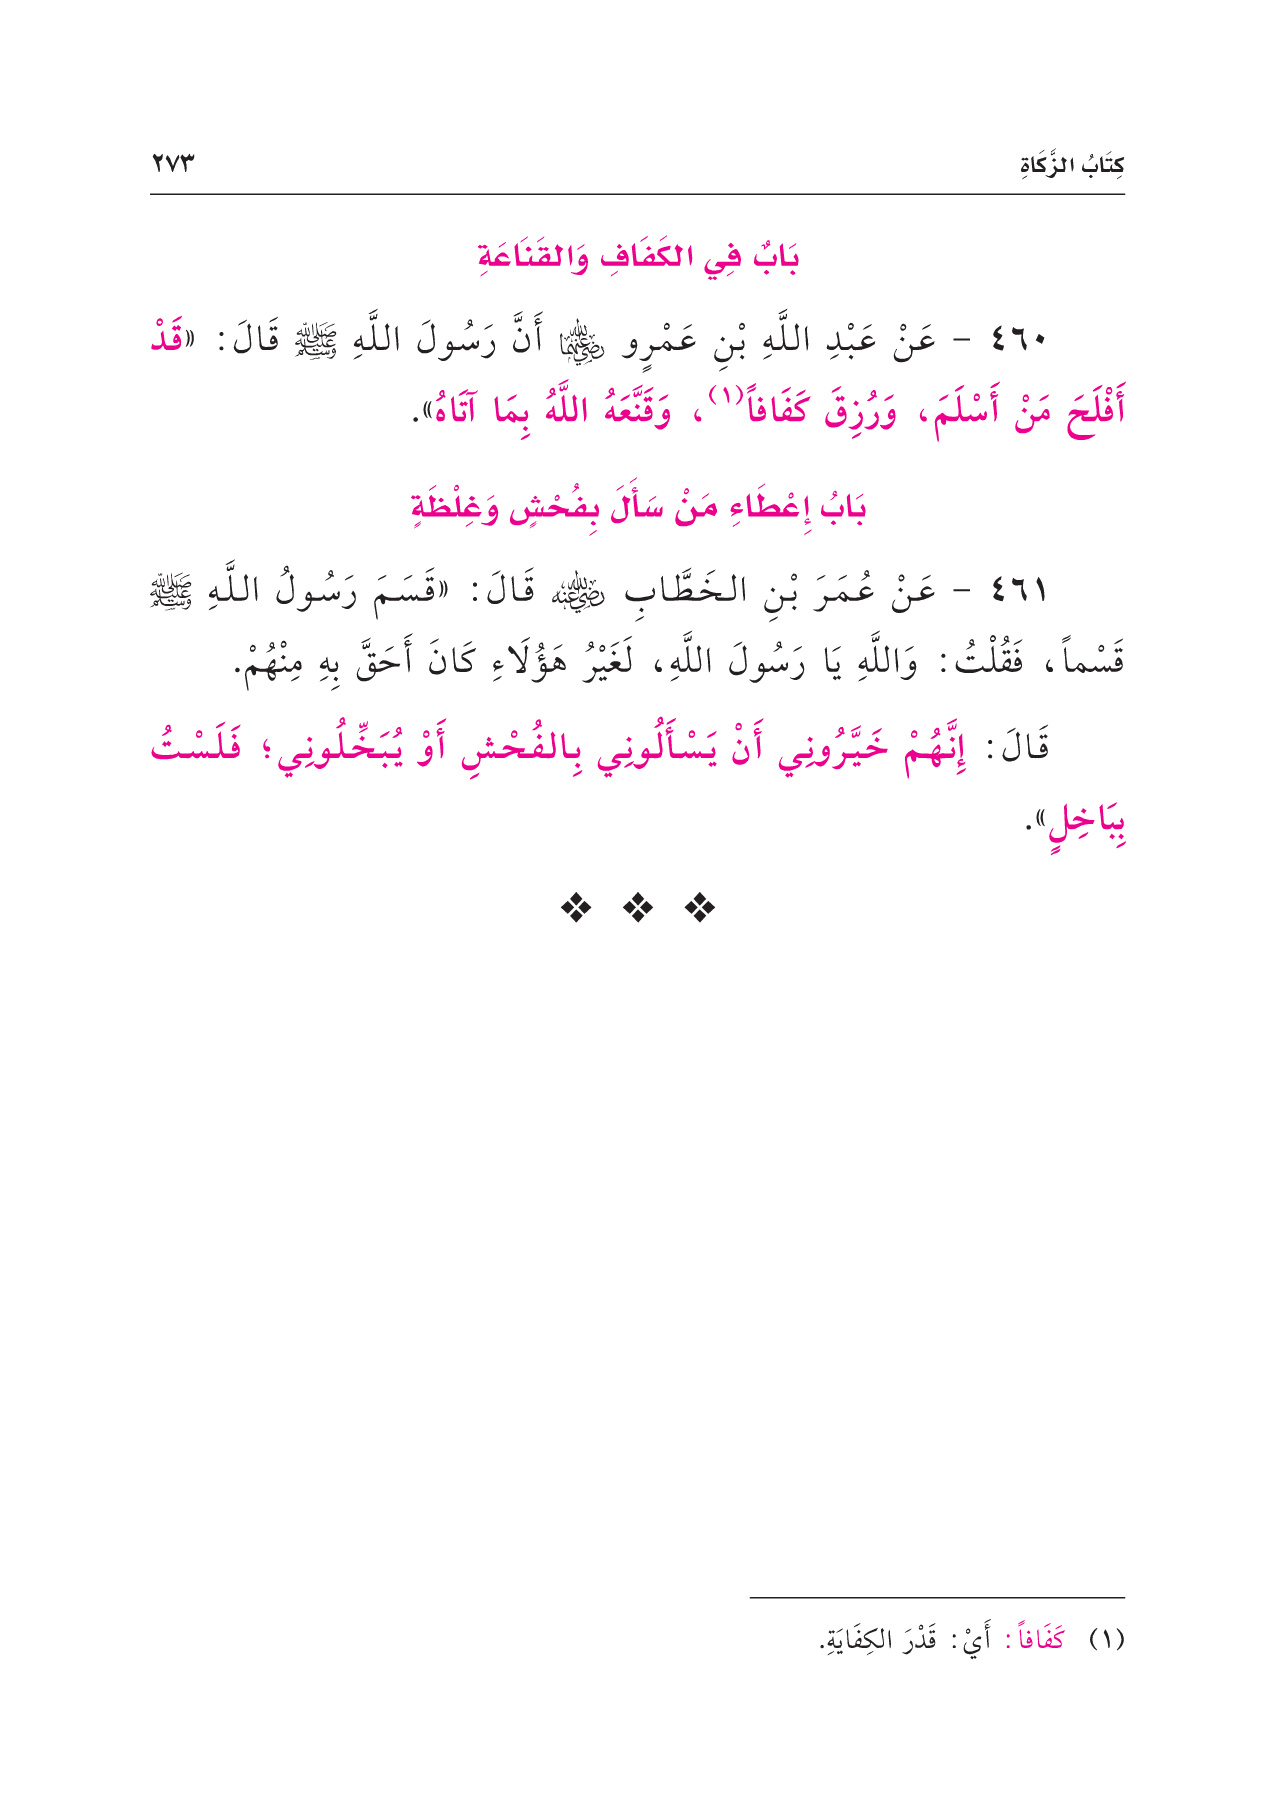 كِتَابُ الزَّكَاةِ ٢٧٣
بَابٌ فِي الكَفَافِ وَالقَنَاعَةِ
٤٦٠ - عَنْ عَبْدِ اللَّهِ بْنِ عَمْرٍو رضي الله عنهما أَنَّ رَسُولَ اللَّهِ ﷺ قَالَ: «قَدْ
أَفْلَحَ مَنْ أَسْلَمَ، وَرُزِقَ كَفَافاً(١)، وَقَنَّعَهُ اللَّهُ بِمَا آتَاهُ».
بَابُ إِعْطَاءِ مَنْ سَأَلَ بِفُحْشٍ وَغِلْظَةٍ
٤٦١ - عَنْ عُمَرَ بْنِ الخَطَّابِ رضي الله عنه قَالَ: «قَسَمَ رَسُولُ اللَّهِ ﷺ
قَسْماً، فَقُلْتُ: وَاللَّهِ يَا رَسُولَ اللَّهِ، لَغَيْرُ هَؤُلَاءِ كَانَ أَحَقَّ بِهِ مِنْهُمْ.
قَالَ: إِنَّهُمْ خَيَّرُونِي أَنْ يَسْأَلُونِي بِالفُحْشِ أَوْ يُبَخِّلُونِي؛ فَلَسْتُ
بِبَاخِلٍ».
(١) كَفَافاً: أَيْ: قَدْرَ الكِفَايَةِ.